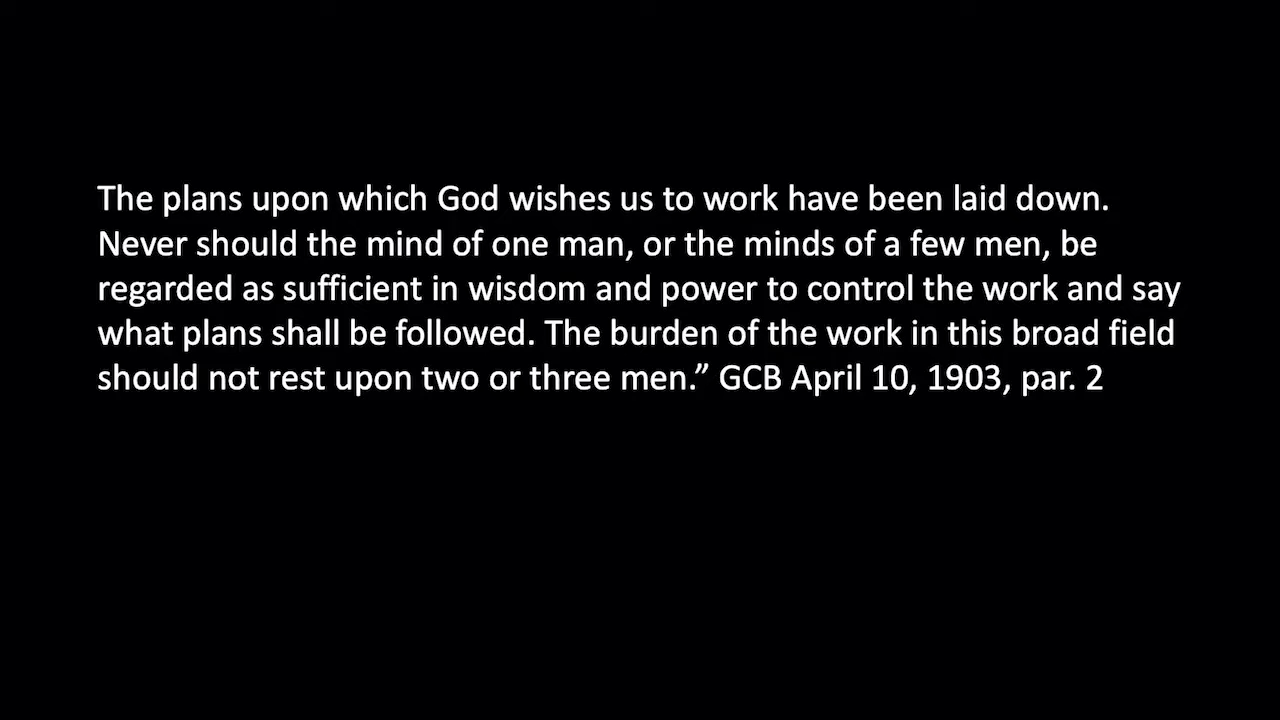 The plans upon which God wishes us to work have been laid down.
Never should the mind of one man, or the minds of a few men, be
regarded as sufficient in wisdom and power to control the work and say
what plans shall be followed. The burden of the work in this broad field
should not rest upon two or three men.” GCB April 10, 1903, par. 2